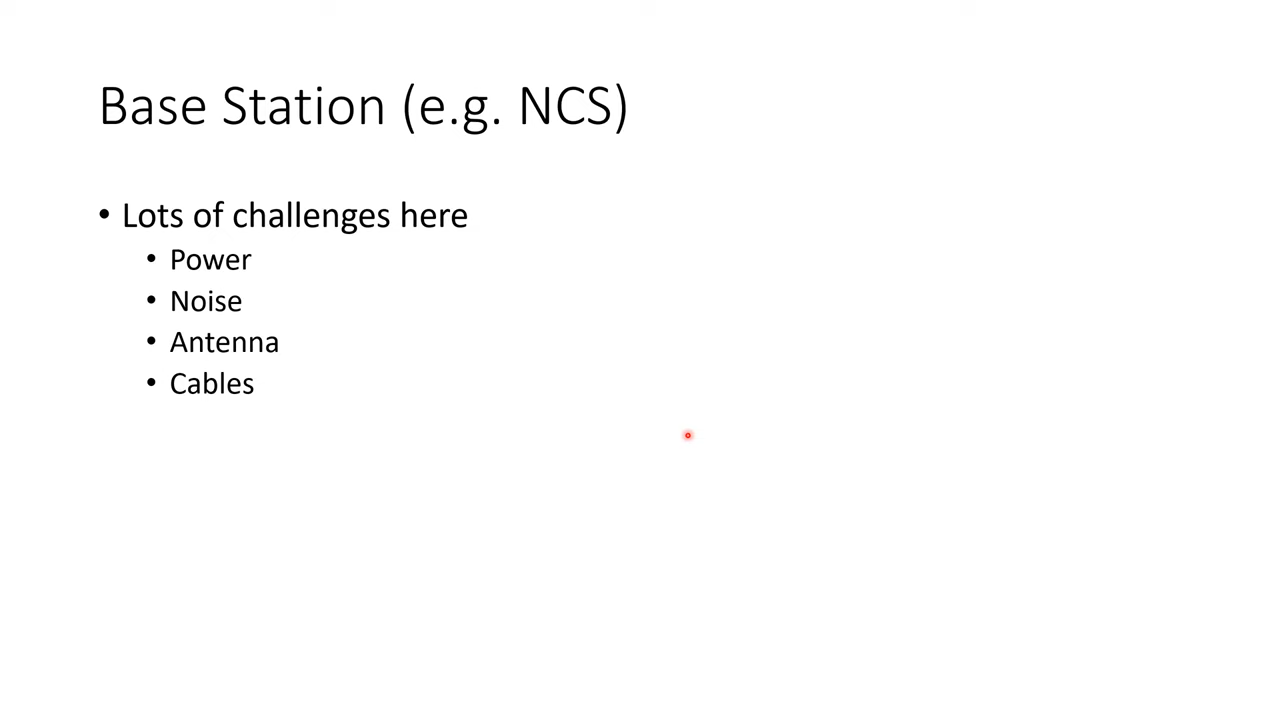 Base Station (e.g. NCS)
• Lots of challenges here
• Power
• Noise
• Antenna
• Cables